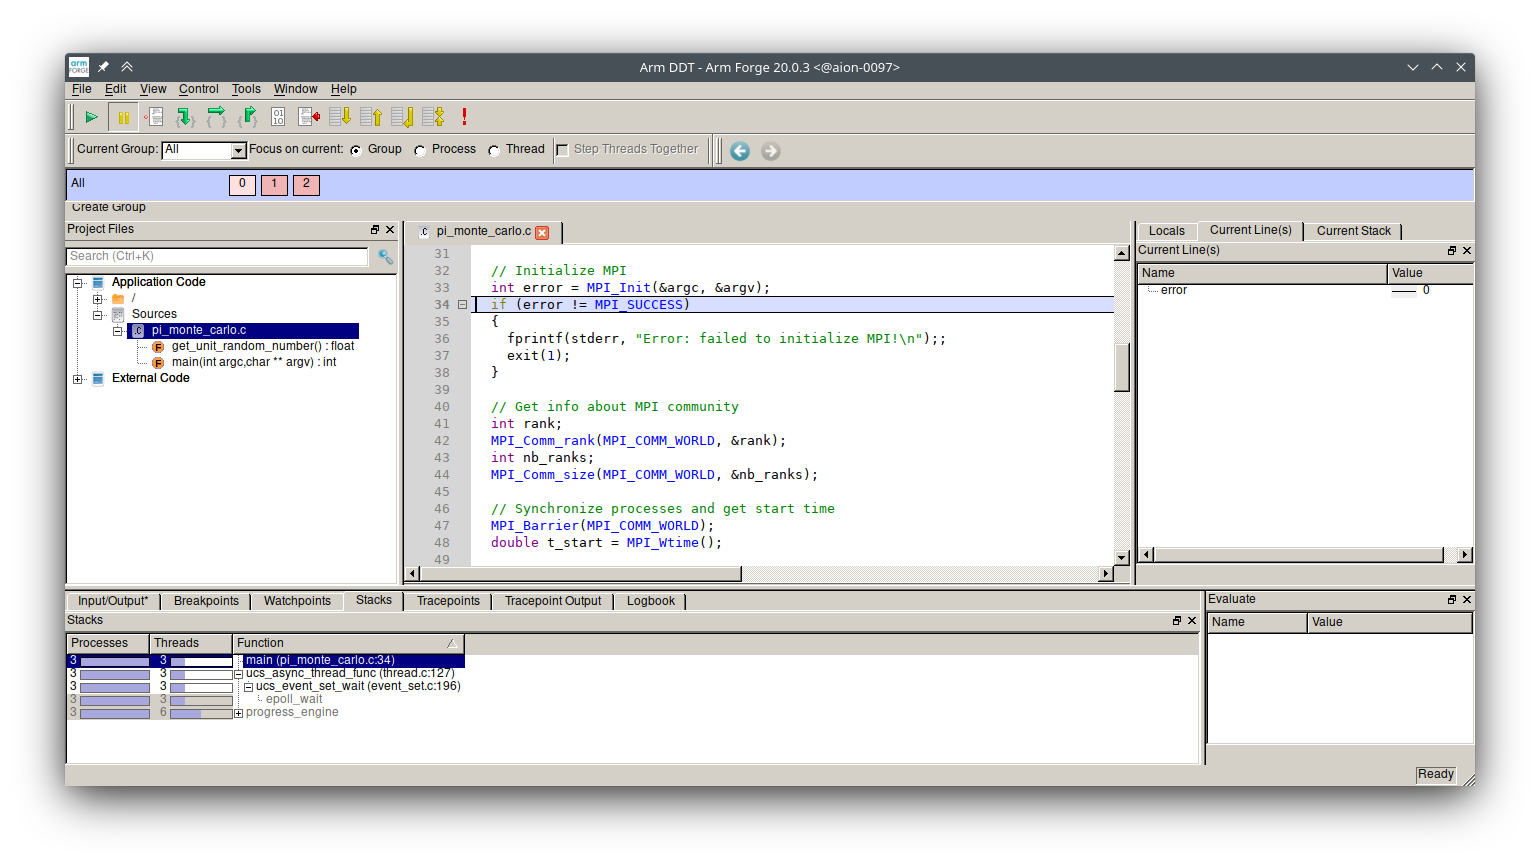 arm
FORGE
Arm DDT - Arm Forge 20.0.3 <@aion-0097>
File Edit View Control Tools Window Help
01
10
Current Group: All Focus on current: Group Process Thread Step Threads Together
All 0 1 2
Create Group
Project Files
Search (Ctrl+K)
Application Code
/
Sources
.c pi_monte_carlo.c
F get_unit_random_number() : float
F main(int argc,char ** argv) : int
External Code
.c pi_monte_carlo.c
31
32 // Initialize MPI
33 int error = MPI_Init(&argc, &argv);
34 if (error != MPI_SUCCESS)
35 {
36 fprintf(stderr, "Error: failed to initialize MPI!\n");;
37 exit(1);
38 }
39
40 // Get info about MPI community
41 int rank;
42 MPI_Comm_rank(MPI_COMM_WORLD, &rank);
43 int nb_ranks;
44 MPI_Comm_size(MPI_COMM_WORLD, &nb_ranks);
45
46 // Synchronize processes and get start time
47 MPI_Barrier(MPI_COMM_WORLD);
48 double t_start = MPI_Wtime();
49
Locals Current Line(s) Current Stack
Current Line(s)
Name Value
error 0
Input/Output* Breakpoints Watchpoints Stacks Tracepoints Tracepoint Output Logbook
Stacks
Processes Threads Function
3 3 main (pi_monte_carlo.c:34)
3 3 ucs_async_thread_func (thread.c:127)
3 3 ucs_event_set_wait (event_set.c:196)
3 3 epoll_wait
3 6 progress_engine
Evaluate
Name Value
Ready